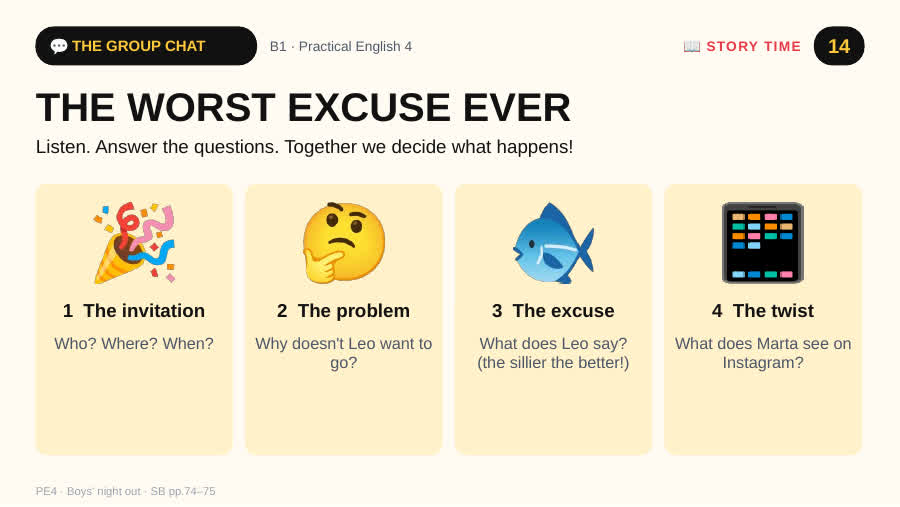 💬 THE GROUP CHAT
B1 · Practical English 4
📖 STORY TIME
14
THE WORST EXCUSE EVER
Listen. Answer the questions. Together we decide what happens!
1 The invitation
Who? Where? When?
2 The problem
Why doesn't Leo want to
go?
3 The excuse
What does Leo say?
(the sillier the better!)
4 The twist
What does Marta see on
Instagram?
PE4 · Boys' night out · SB pp.74–75